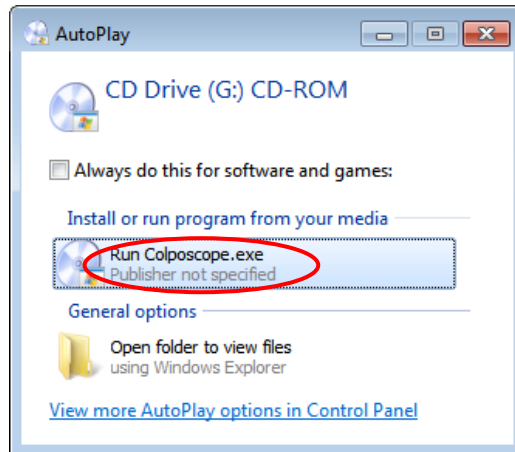 AutoPlay
CD Drive (G:) CD-ROM
Always do this for software and games:
Install or run program from your media
Run Colposcope.exe
Publisher not specified
General options
Open folder to view files
using Windows Explorer
View more AutoPlay options in Control Panel